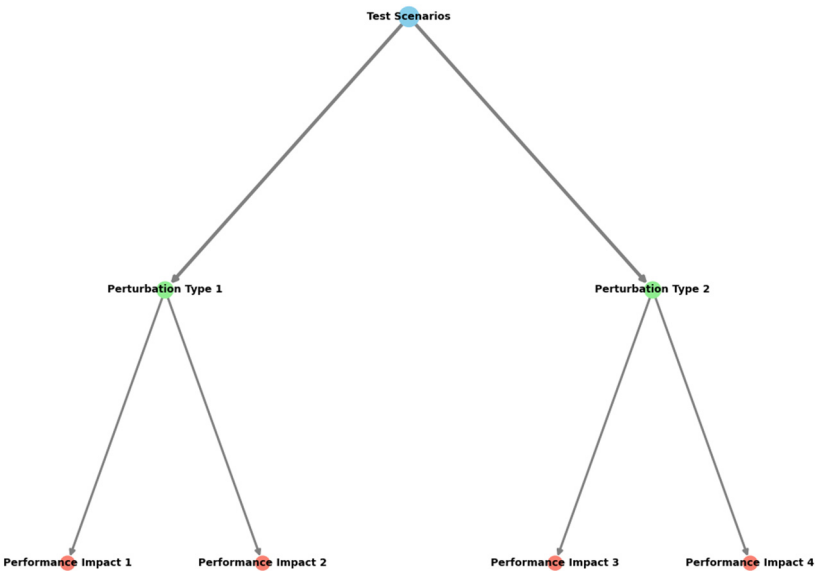 Test Scenarios
Perturbation Type 1
Perturbation Type 2
Performance Impact 1
Performance Impact 2
Performance Impact 3
Performance Impact 4